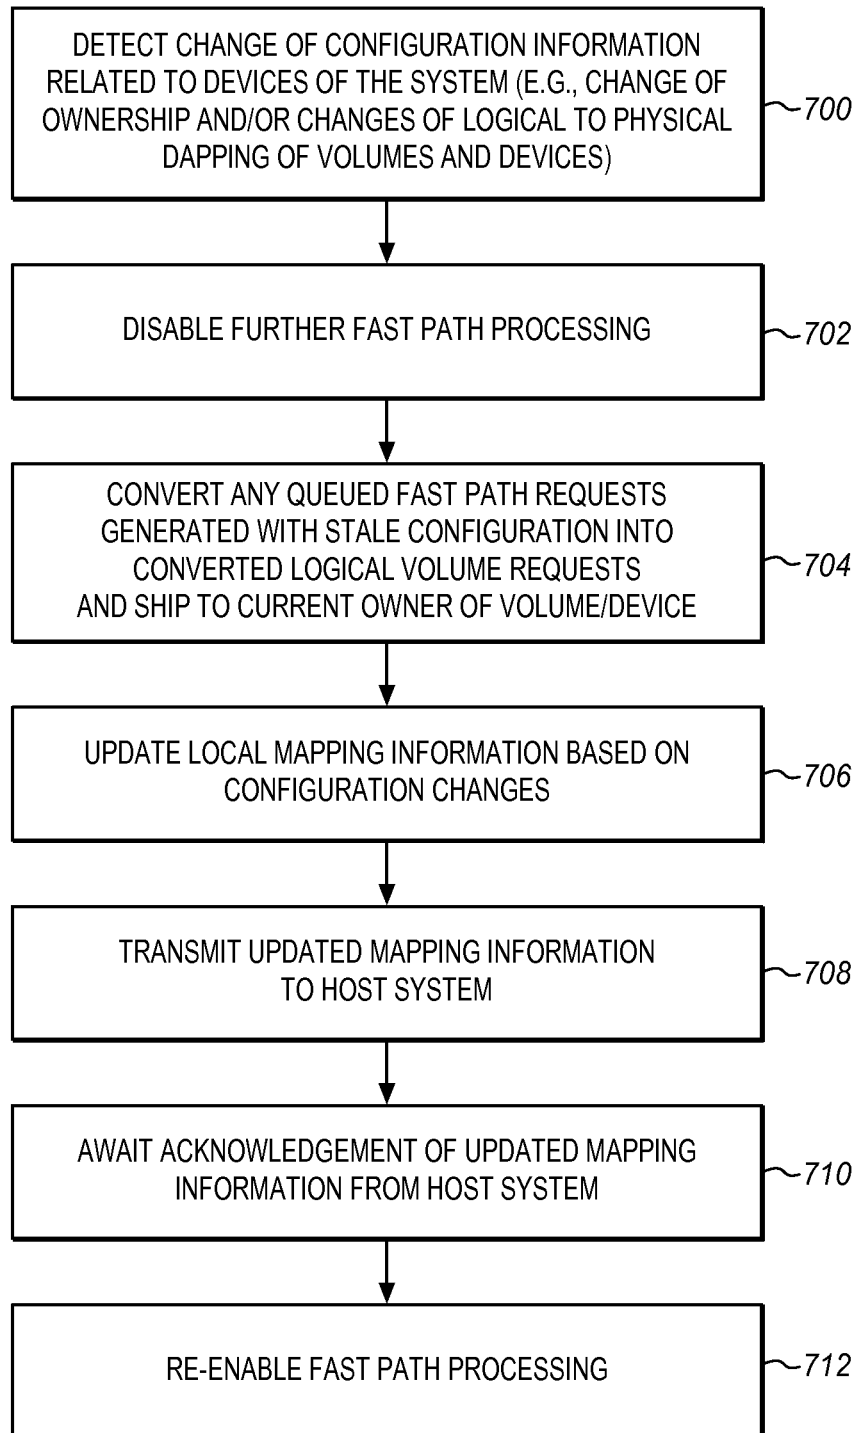 DETECT CHANGE OF CONFIGURATION INFORMATION
RELATED TO DEVICES OF THE SYSTEM (E.G., CHANGE OF
OWNERSHIP AND/OR CHANGES OF LOGICAL TO PHYSICAL
DAPPING OF VOLUMES AND DEVICES)
700
DISABLE FURTHER FAST PATH PROCESSING
702
CONVERT ANY QUEUED FAST PATH REQUESTS
GENERATED WITH STALE CONFIGURATION INTO
CONVERTED LOGICAL VOLUME REQUESTS
AND SHIP TO CURRENT OWNER OF VOLUME/DEVICE
704
UPDATE LOCAL MAPPING INFORMATION BASED ON
CONFIGURATION CHANGES
706
TRANSMIT UPDATED MAPPING INFORMATION
TO HOST SYSTEM
708
AWAIT ACKNOWLEDGEMENT OF UPDATED MAPPING
INFORMATION FROM HOST SYSTEM
710
RE-ENABLE FAST PATH PROCESSING
712